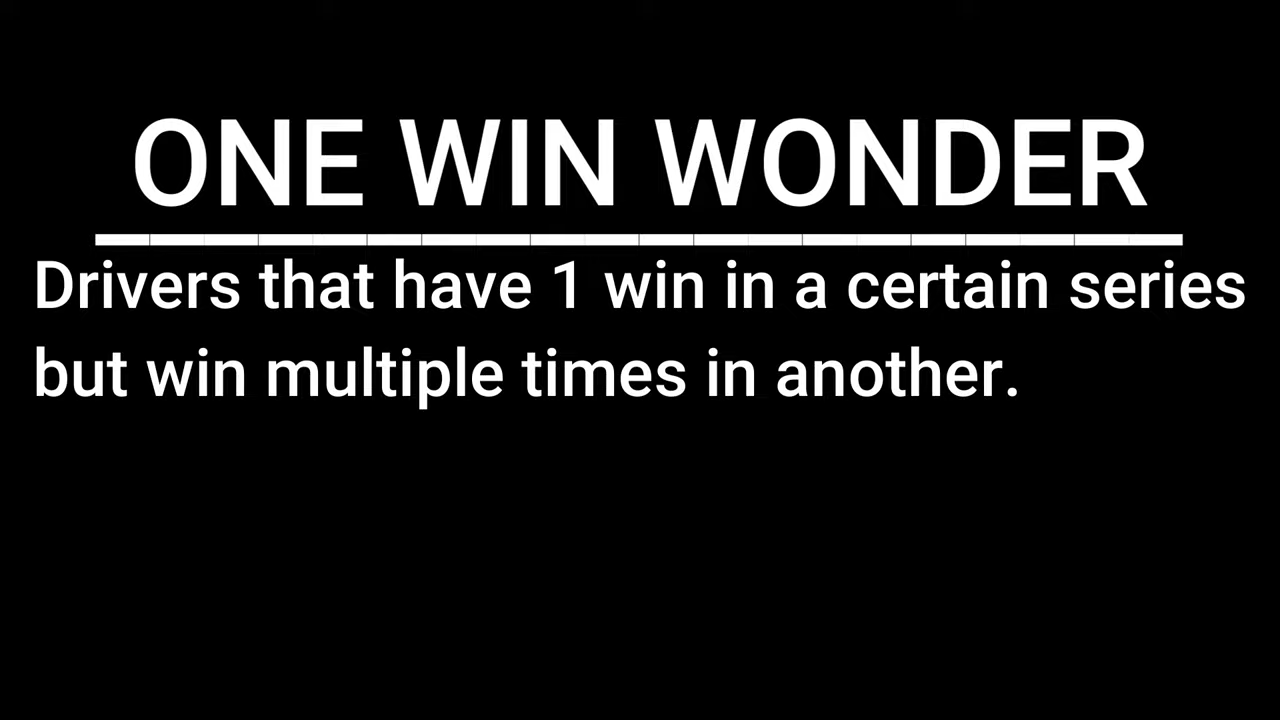 ONE WIN WONDER
Drivers that have 1 win in a certain series
but win multiple times in another.